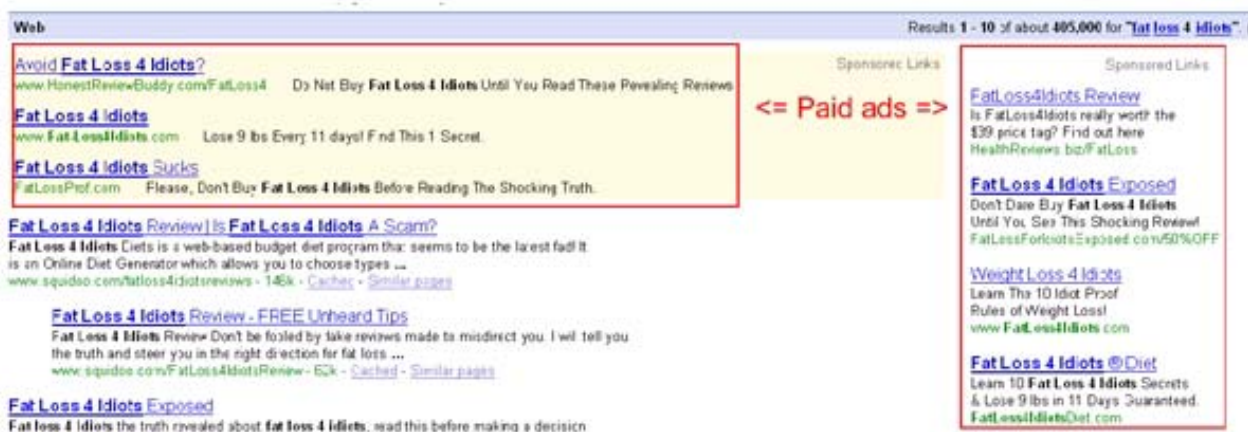 Web
Results 1 - 10 of about 405,000 for "fat loss 4 idiots".
Avoid Fat Loss 4 Idiots?
Sponsored Links
www.HonestReviewBuddy.com/FatLoss4 Do Not Buy Fat Loss 4 Idiots Until You Read These Revealing Reviews
Fat Loss 4 Idiots
www.FatLoss4Idiots.com Lose 9 lbs Every 11 days! Find This 1 Secret.
Fat Loss 4 Idiots Sucks
FatLossProf.com Please, Don't Buy Fat Loss 4 Idiots Before Reading The Shocking Truth.
<= Paid ads =>
Fat Loss 4 Idiots Review | Is Fat Loss 4 Idiots A Scam?
Fat Loss 4 Idiots Diets is a web-based budget diet program that seems to be the latest fad! It
is an Online Diet Generator which allows you to choose types ...
www.squidoo.com/fatloss4idiotsreviews - 146k - Cached - Similar pages
Fat Loss 4 Idiots Review - FREE Unheard Tips
Fat Loss 4 Idiots Review Don't be fooled by fake reviews made to misdirect you. I will tell you
the truth and steer you in the right direction for fat loss ...
www.squidoo.com/FatLoss4IdiotsReview - 62k - Cached - Similar pages
Fat Loss 4 Idiots Exposed
Fat loss 4 Idiots the truth revealed about fat loss 4 idiots, read this before making a decision
Sponsored Links
FatLoss4Idiots Review
Is FatLoss4Idiots really worth the
$39 price tag? Find out here
HealthReviews.biz/FatLoss
Fat Loss 4 Idiots Exposed
Don't Dare Buy Fat Loss 4 Idiots
Until You See This Shocking Review!
FatLossForIdiotsExposed.com/50%OFF
Weight Loss 4 Idiots
Learn The 10 Idiot Proof
Rules of Weight Loss!
www.FatLoss4Idiots.com
Fat Loss 4 Idiots ® Diet
Learn 10 Fat Loss 4 Idiots Secrets
& Lose 9 lbs in 11 Days Guaranteed.
FatLoss4IdiotsDiet.com